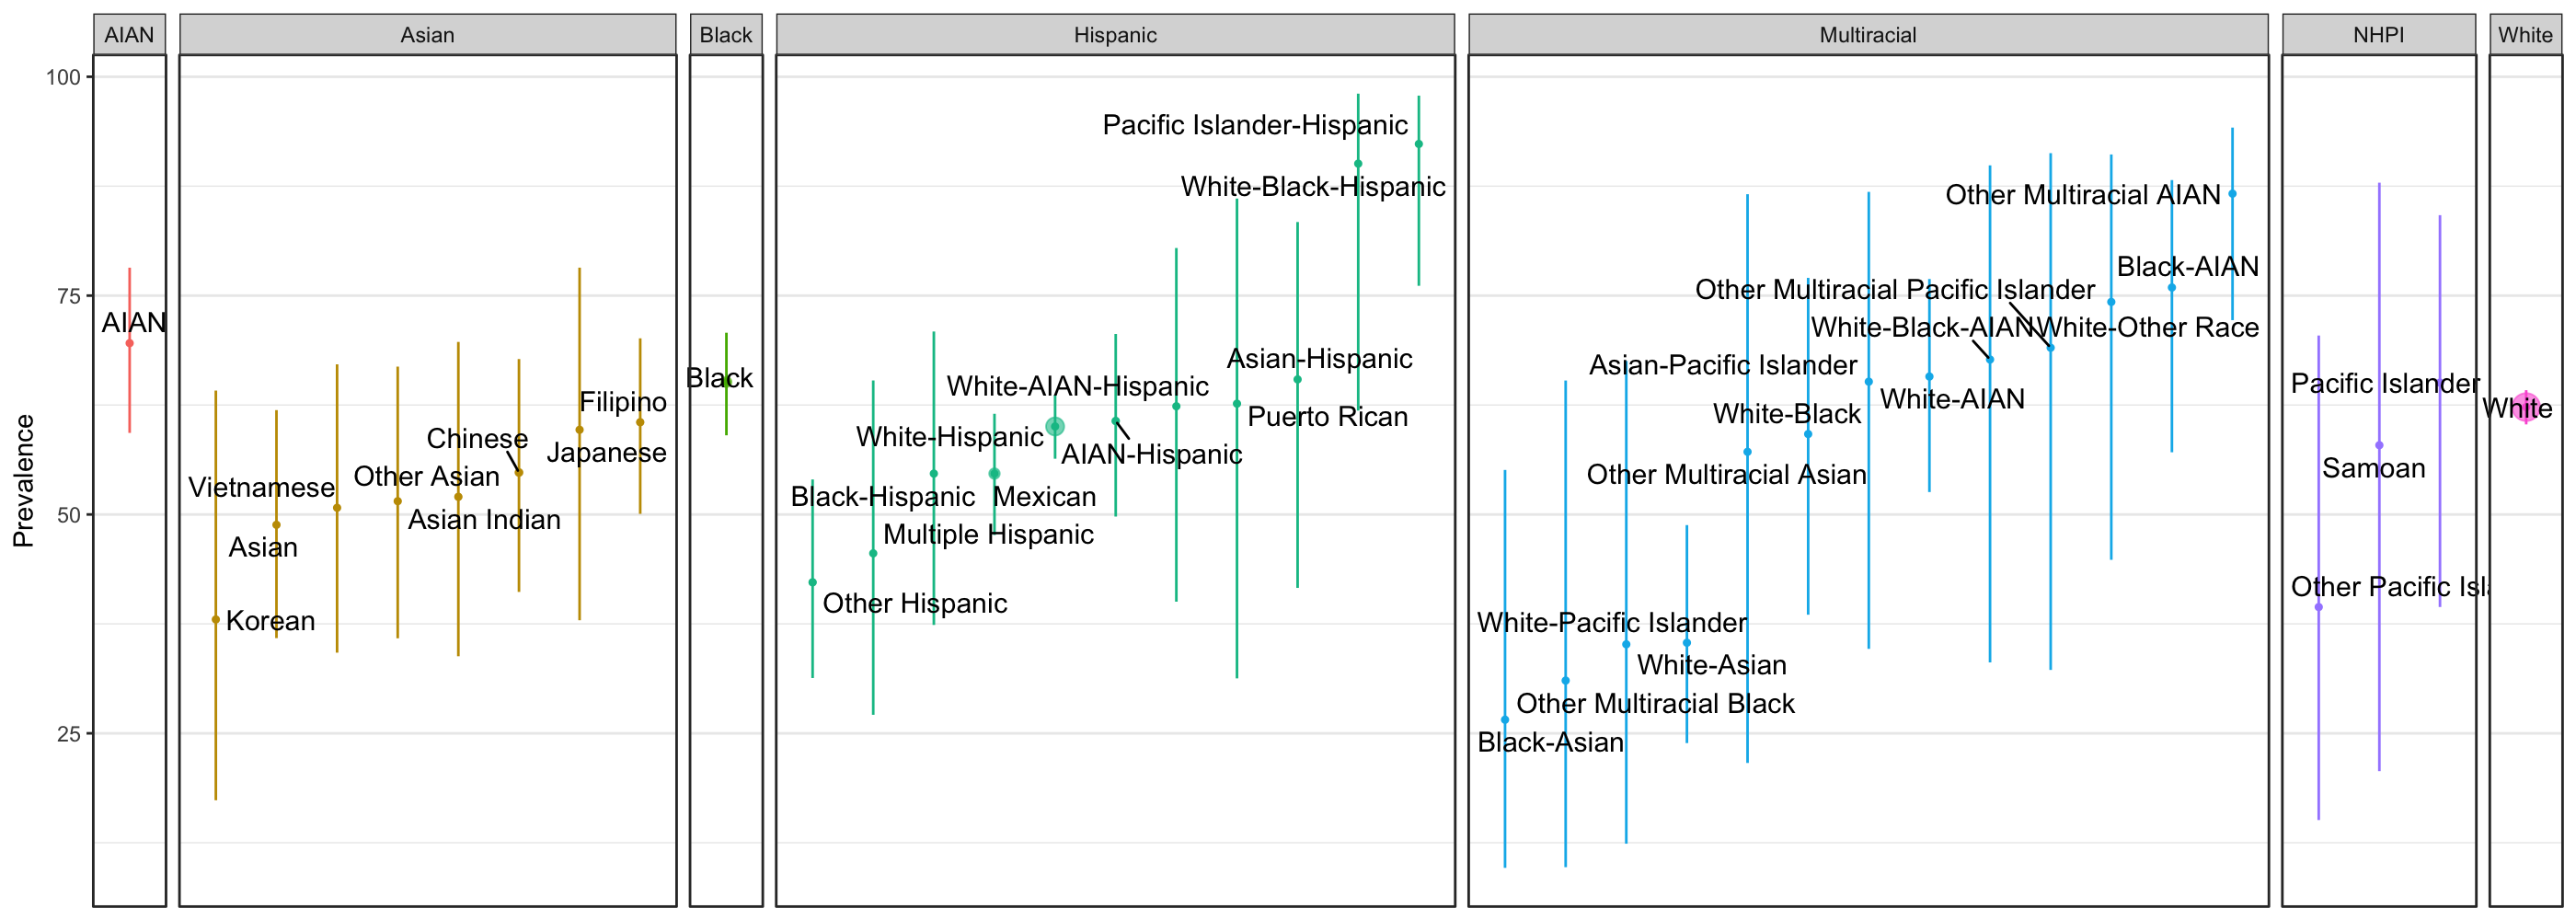 AIAN
Asian
Black
Hispanic
Multiracial
NHPI
White
Prevalence
100
75
50
25
AIAN
Korean
Asian
Vietnamese
Other Asian
Asian Indian
Chinese
Japanese
Filipino
Black
Other Hispanic
Multiple Hispanic
Black-Hispanic
Mexican
White-Hispanic
AIAN-Hispanic
White-AIAN-Hispanic
Puerto Rican
Asian-Hispanic
White-Black-Hispanic
Pacific Islander-Hispanic
Black-Asian
Other Multiracial Black
White-Pacific Islander
White-Asian
Other Multiracial Asian
White-Black
Asian-Pacific Islander
White-AIAN
White-Black-AIAN
Other Multiracial Pacific Islander
White-Other Race
Black-AIAN
Other Multiracial AIAN
Other Pacific Isla
Samoan
Pacific Islander
White